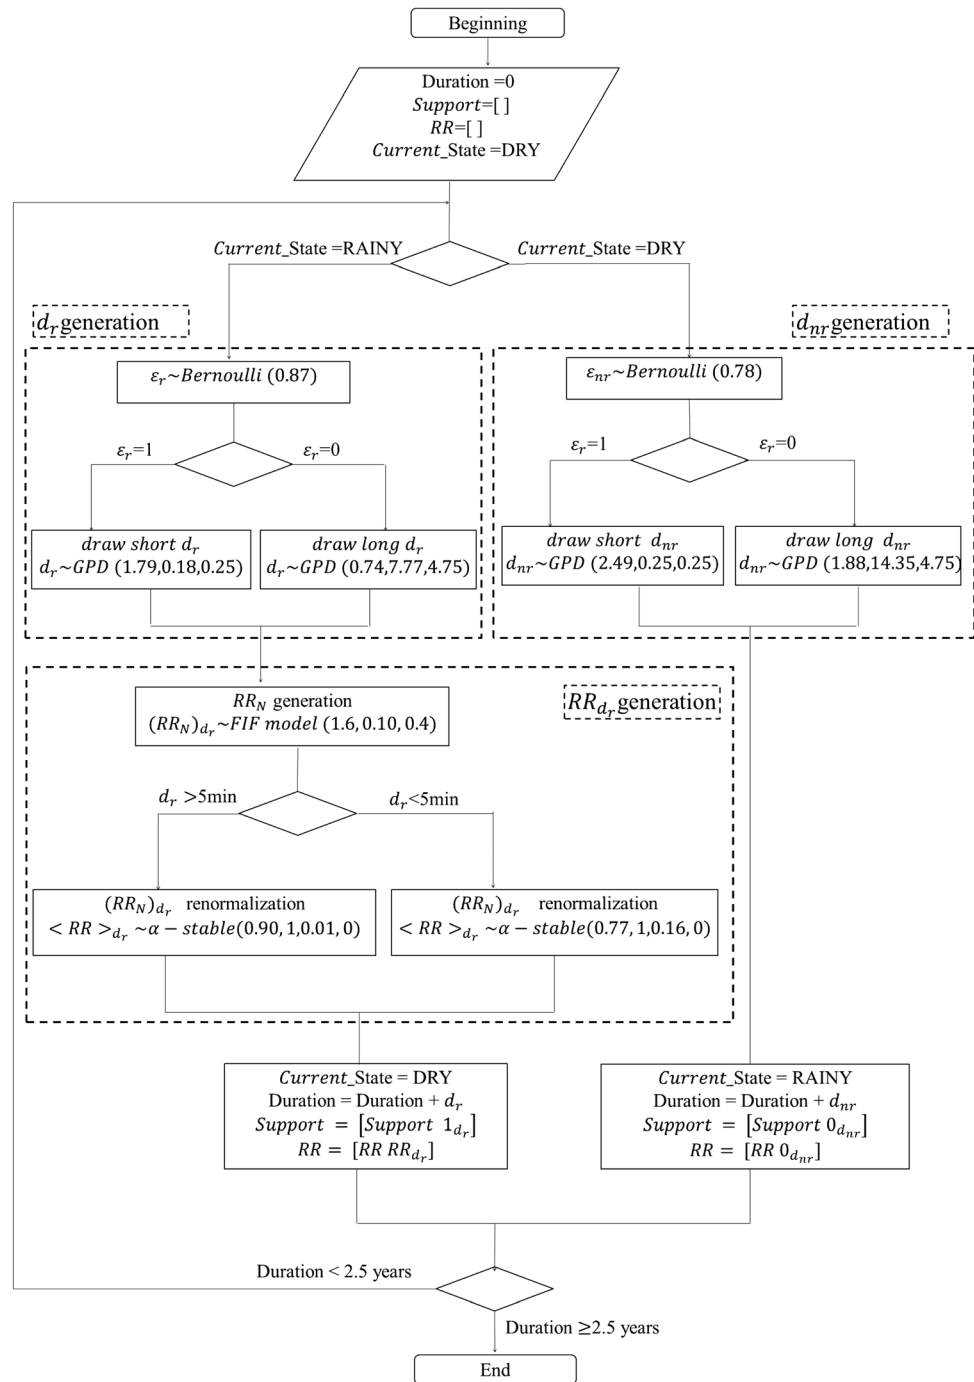 Beginning
Duration =0
Support=[ ]
RR=[ ]
Current_State =DRY
Current_State =RAINY
Current_State =DRY
d_r generation
d_nr generation
ε_r~Bernoulli (0.87)
ε_nr~Bernoulli (0.78)
ε_r=1
ε_r=0
ε_r=1
ε_r=0
draw short d_r
d_r~GPD (1.79,0.18,0.25)
draw long d_r
d_r~GPD (0.74,7.77,4.75)
draw short d_nr
d_nr~GPD (2.49,0.25,0.25)
draw long d_nr
d_nr~GPD (1.88,14.35,4.75)
RR_N generation
(RR_N)_d_r~FIF model (1.6, 0.10, 0.4)
RR_d_r generation
d_r >5min
d_r<5min
(RR_N)_d_r renormalization
< RR >_d_r ~α − stable(0.90, 1,0.01, 0)
(RR_N)_d_r renormalization
< RR >_d_r ~α − stable(0.77, 1,0.16, 0)
Current_State = DRY
Duration = Duration + d_r
Support = [Support 1_d_r]
RR = [RR RR_d_r]
Current_State = RAINY
Duration = Duration + d_nr
Support = [Support 0_d_nr]
RR = [RR 0_d_nr]
Duration < 2.5 years
Duration ≥2.5 years
End